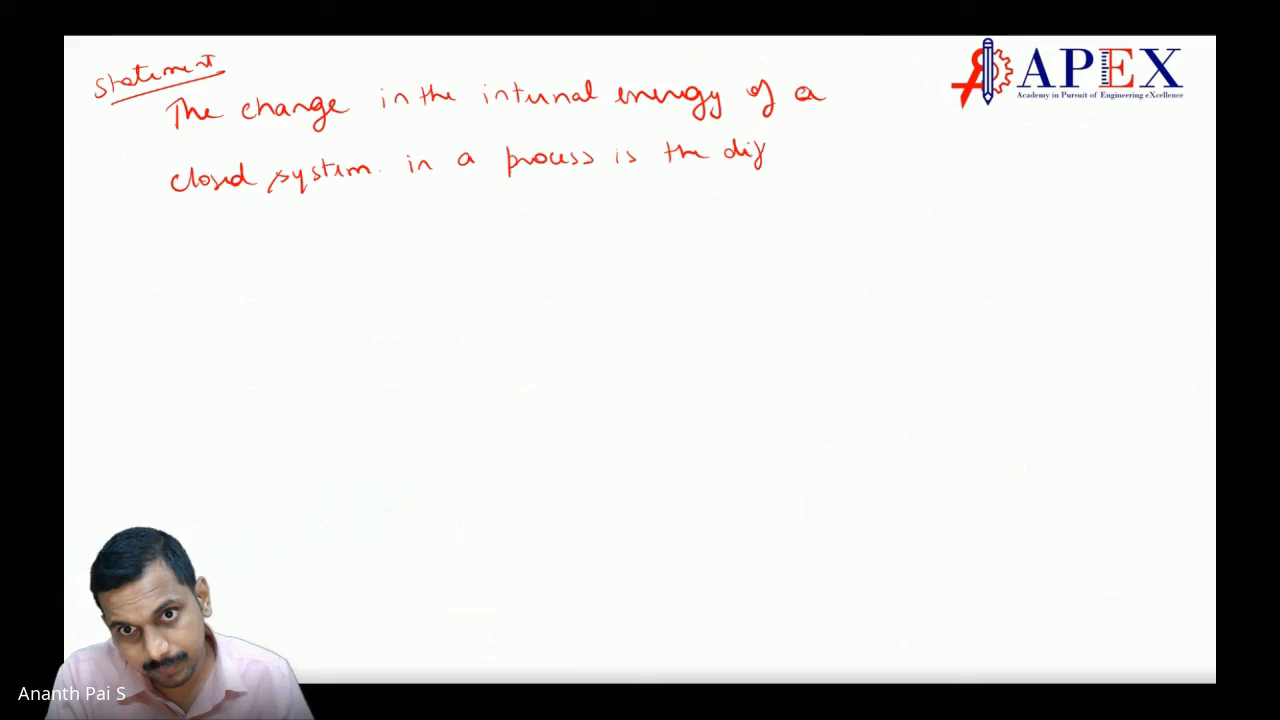 Statement
APEX
Academy in Pursuit of Engineering eXcellence
The change in the internal energy of a
closed system. in a process is the dif
Ananth Pai S